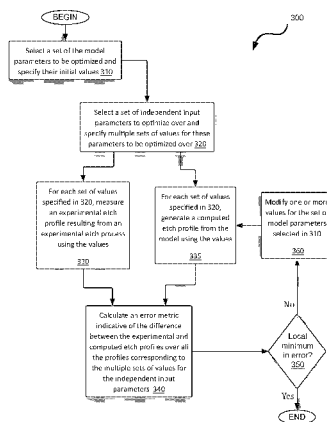 BEGIN
300
Select a set of the model
parameters to be optimized and
specify their initial values 310
Select a set of independent input
parameters to optimize over and
specify multiple sets of values for these
parameters to be optimized over 320
For each set of values
specified in 320, measure
an experimental etch
profile resulting from an
experimental etch process
using the values
330
For each set of values
specified in 320,
generate a computed
etch profile from the
model using the values
335
Modify one or more
values for the set of
model parameters
selected in 310
360
Calculate an error metric
indicative of the difference
between the experimental and
computed etch profiles over all
the profiles corresponding to
the multiple sets of values for
the independent input
parameters 340
No
Local
minimum
in error?
350
Yes
END